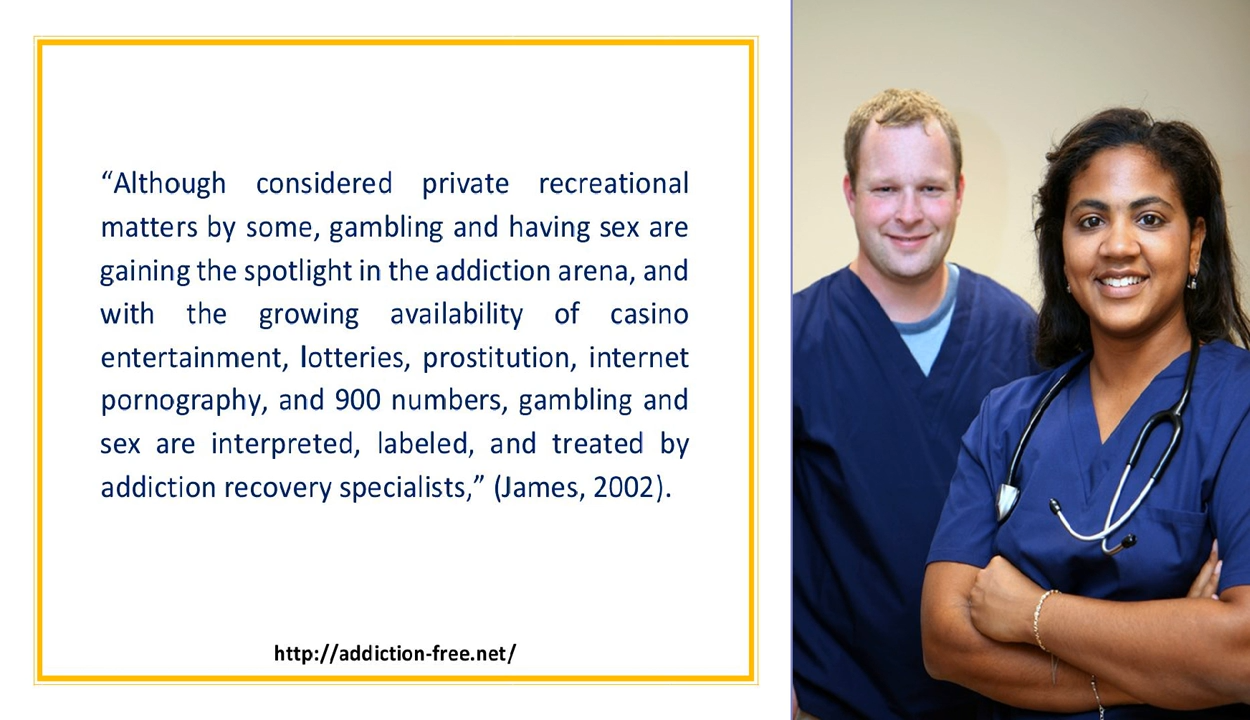 “Although considered private recreational
matters by some, gambling and having sex are
gaining the spotlight in the addiction arena, and
with the growing availability of casino
entertainment, lotteries, prostitution, internet
pornography, and 900 numbers, gambling and
sex are interpreted, labeled, and treated by
addiction recovery specialists,” (James, 2002).
http://addiction-free.net/